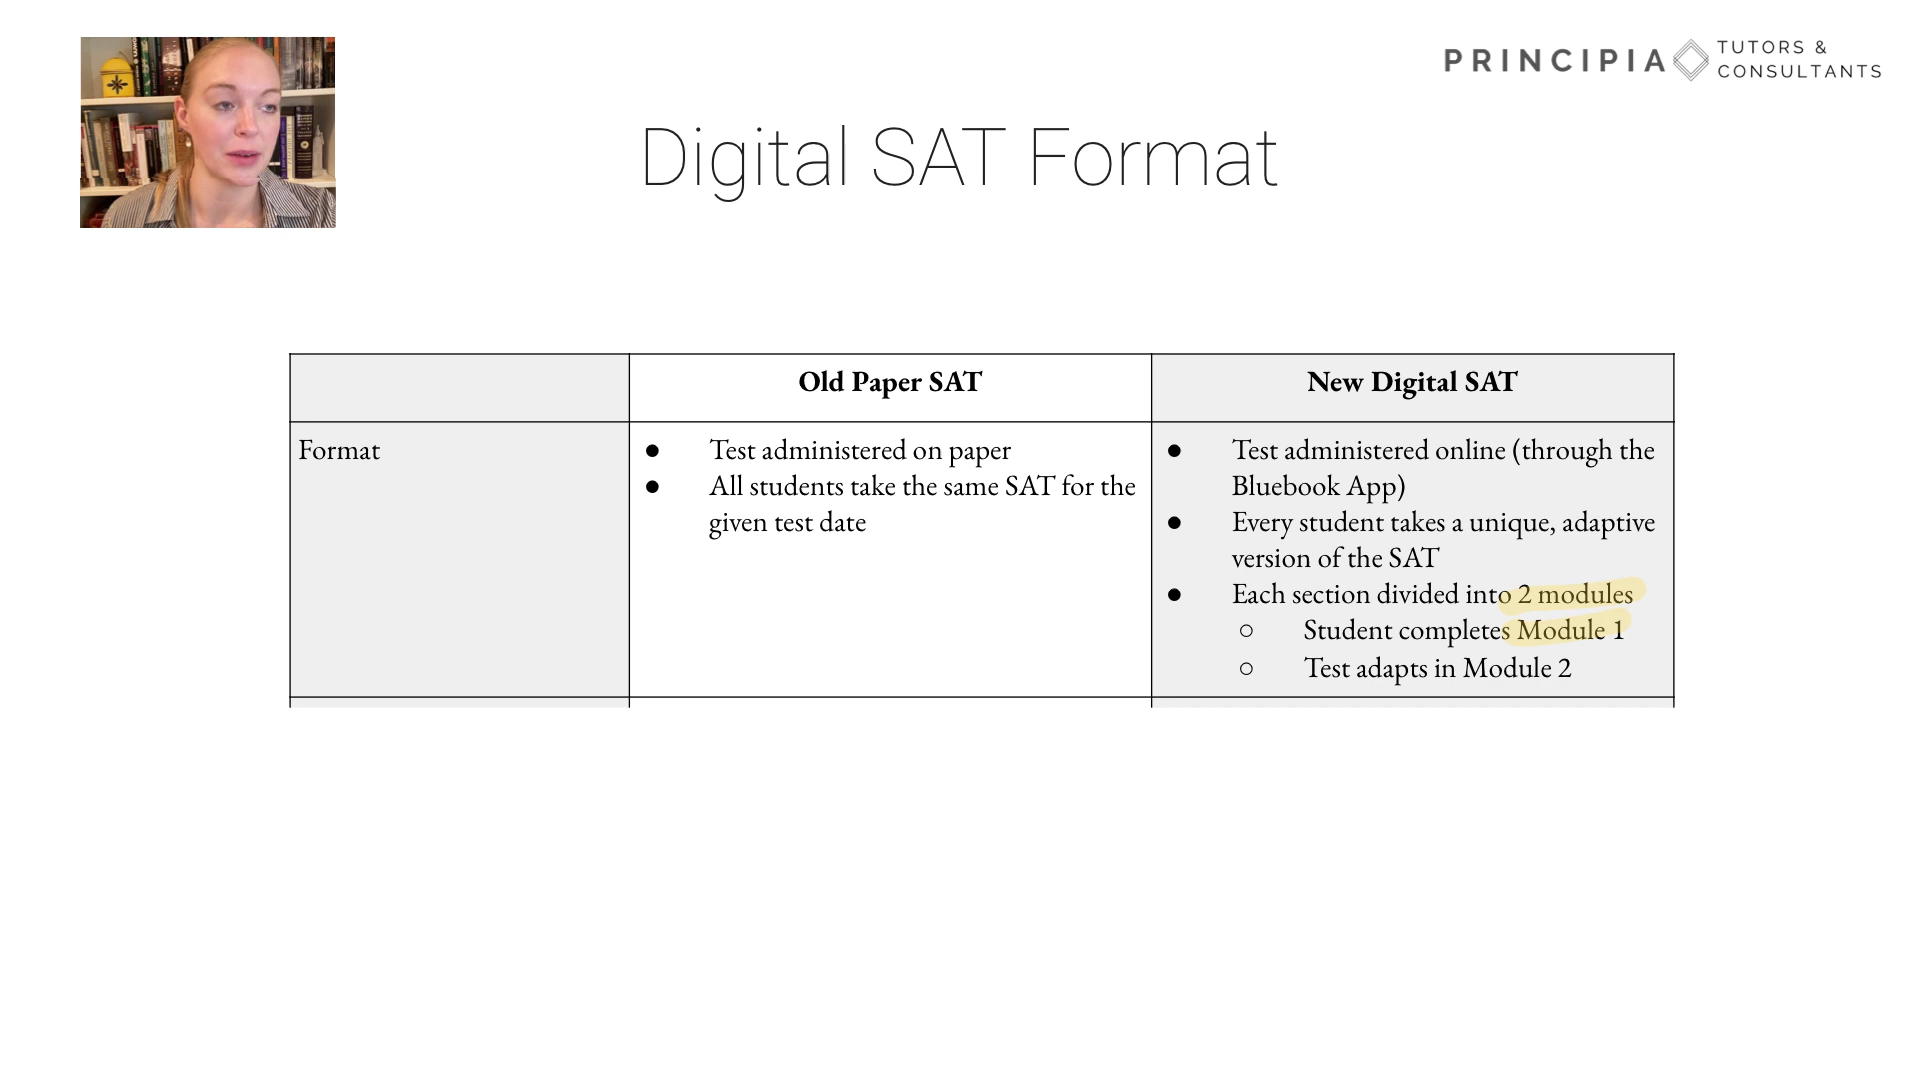 PRINCIPIA TUTORS &
CONSULTANTS
Digital SAT Format
Old Paper SAT
New Digital SAT
Format
● Test administered on paper
● All students take the same SAT for the
given test date
● Test administered online (through the
Bluebook App)
● Every student takes a unique, adaptive
version of the SAT
● Each section divided into 2 modules
○ Student completes Module 1
○ Test adapts in Module 2